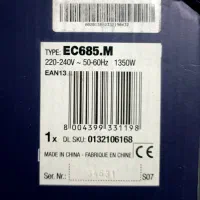 TYPE: EC685.M
220-240V ~ 50-60Hz 1350W
EAN13
8 004399 331198
1x DL SKU: 0132106168
MADE IN CHINA - FABRIQUE EN CHINE
Ser. Nr.:
S07